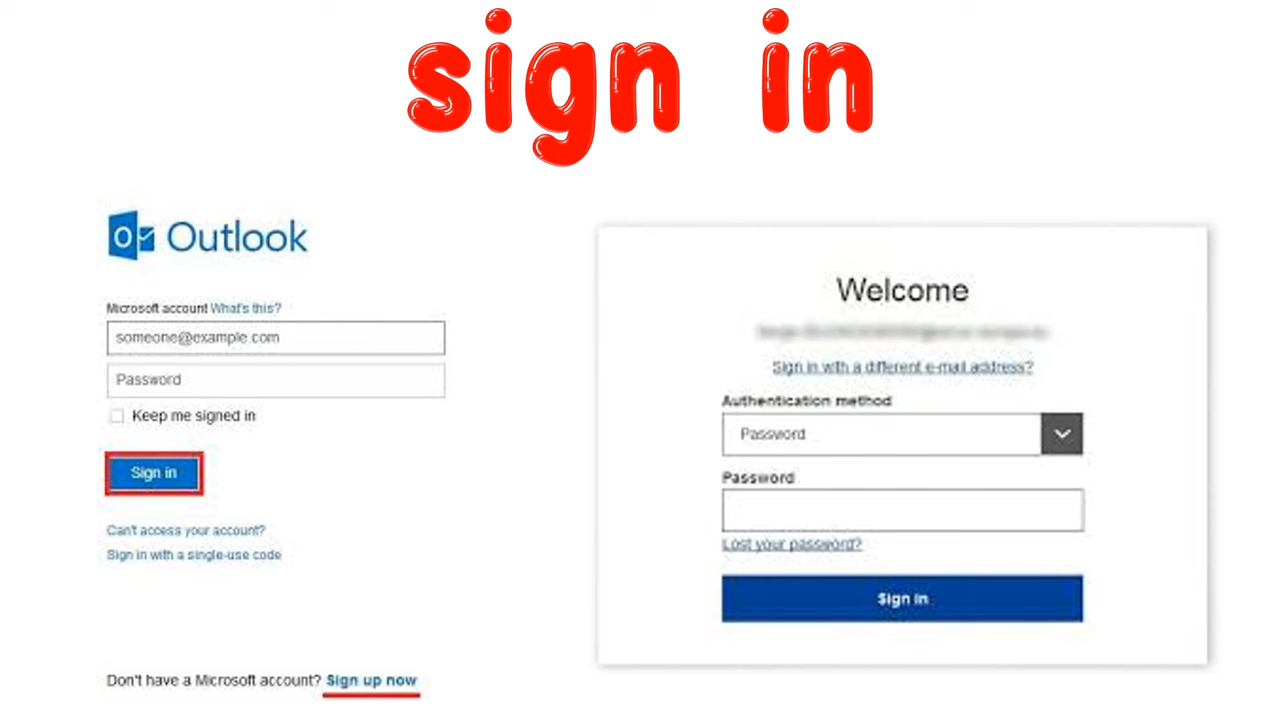 sign in
Outlook
Microsoft account What's this?
someone@example.com
Password
Keep me signed in
Sign in
Can't access your account?
Sign in with a single-use code
Don't have a Microsoft account? Sign up now
Welcome
Sign in with a different e-mail address?
Authentication method
Password
Password
Lost your password?
Sign in